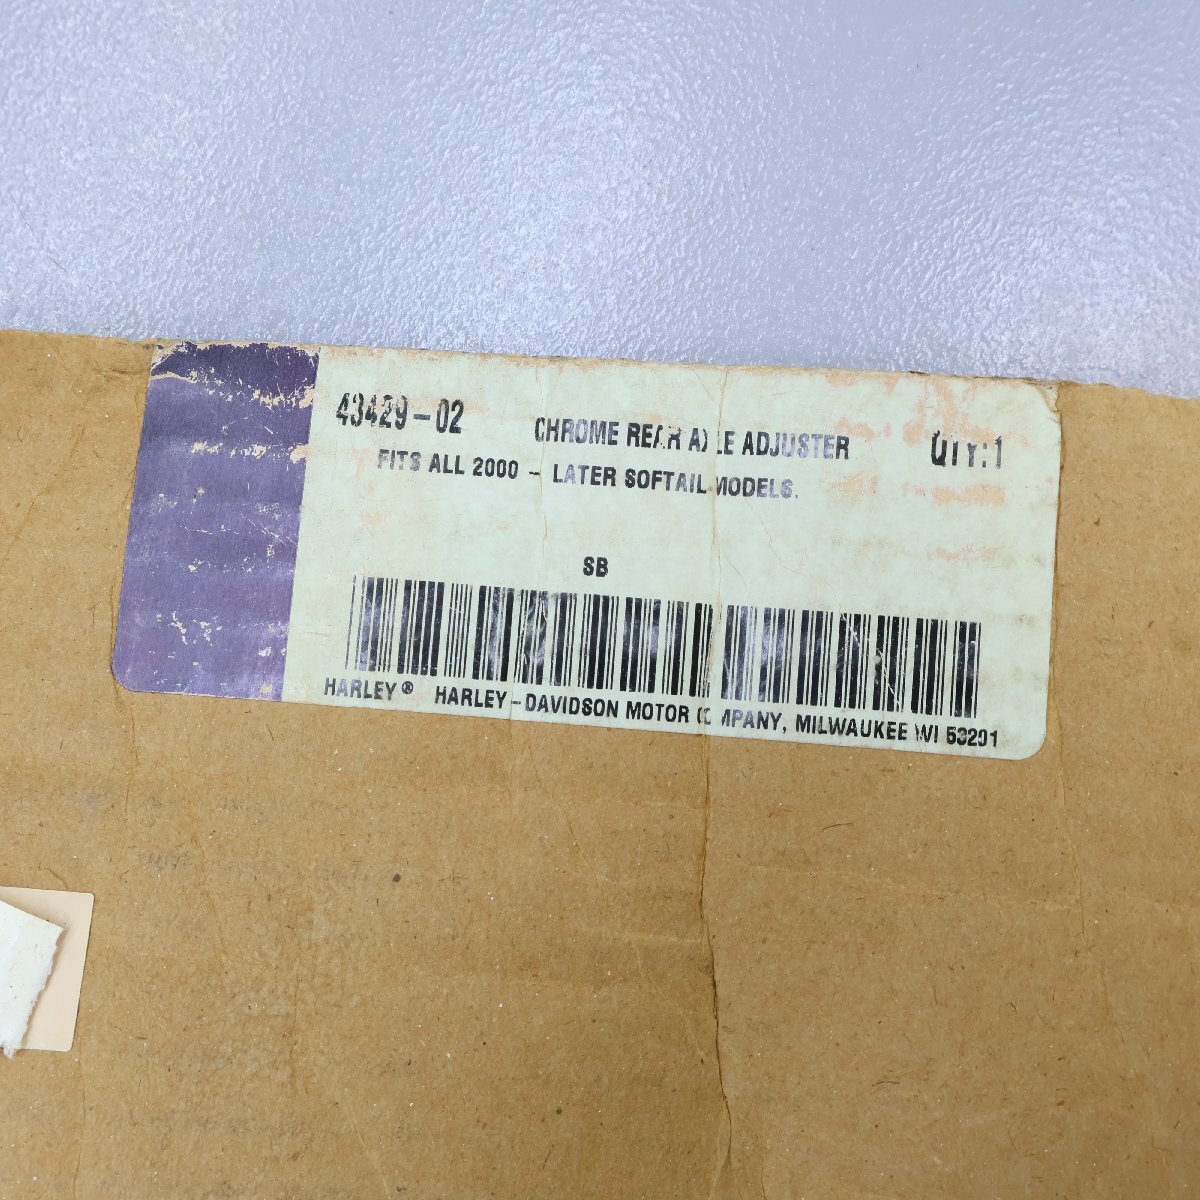 43429-02 CHROME REAR AXLE ADJUSTER QTY:1
FITS ALL 2000 - LATER SOFTAIL MODELS.
SB
HARLEY® HARLEY-DAVIDSON MOTOR COMPANY, MILWAUKEE WI 53201